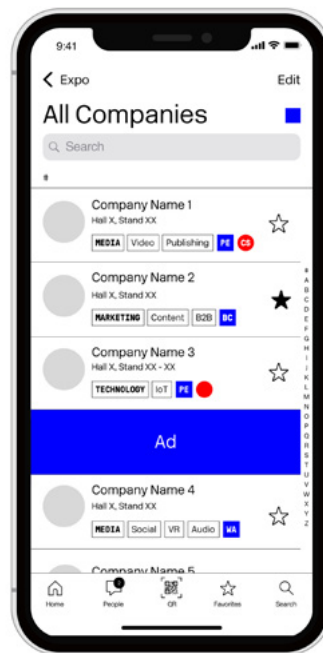 9:41
Expo
Edit
All Companies
Search
#
Company Name 1
Hall X, Stand XX
MEDIA Video Publishing PE CS
Company Name 2
Hall X, Stand XX
MARKETING Content B2B BC
Company Name 3
Hall X, Stand XX - XX
TECHNOLOGY IoT PE
Ad
Company Name 4
Hall X, Stand XX
MEDIA Social VR Audio WA
Company Name 5
#
A
B
C
D
E
F
G
H
I
J
K
L
M
N
O
P
Q
R
S
T
U
V
W
X
Y
Z
Home People QR Favorites Search